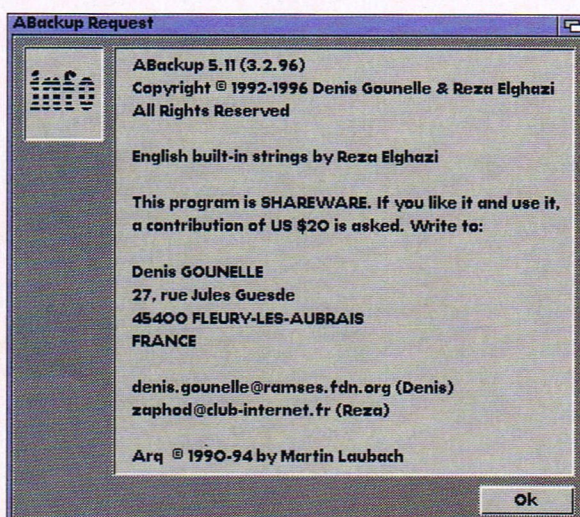 ABackup Request
info
ABackup 5.11 (3.2.96)
Copyright © 1992-1996 Denis Gounelle & Reza Elghazi
All Rights Reserved
English built-in strings by Reza Elghazi
This program is SHAREWARE. If you like it and use it,
a contribution of US $20 is asked. Write to:
Denis GOUNELLE
27, rue Jules Guesde
45400 FLEURY-LES-AUBRAIS
FRANCE
denis.gounelle@ramses.fdn.org (Denis)
zaphod@club-internet.fr (Reza)
Arq © 1990-94 by Martin Laubach
Ok